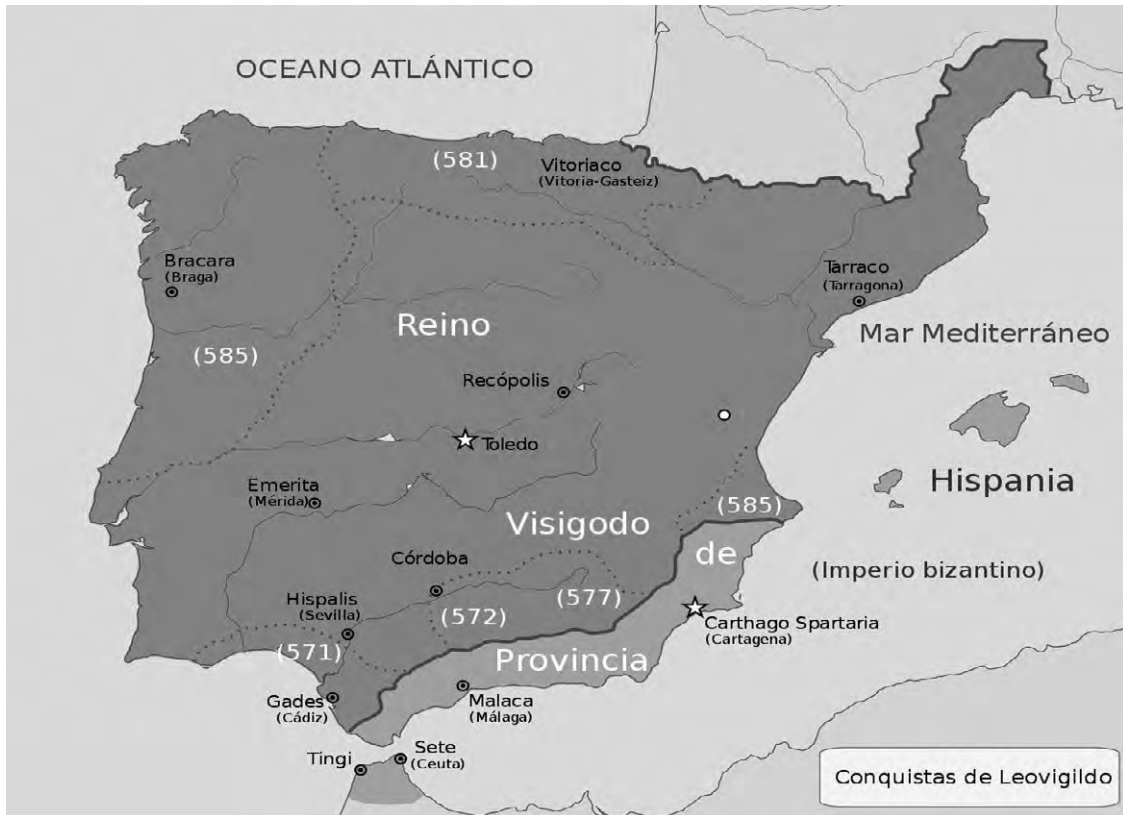 OCEANO ATLÁNTICO
(581)
Vitoriaco
(Vitoria-Gasteiz)
Bracara
(Braga)
Tarraco
(Tarragona)
Reino
Mar Mediterráneo
(585)
Recópolis
Toledo
Emerita
(Mérida)
Hispania
Visigodo
(585)
de
Córdoba
(Imperio bizantino)
Hispalis
(Sevilla)
(572)
(577)
Carthago Spartaria
(Cartagena)
(571)
Provincia
Gades
(Cádiz)
Malaca
(Málaga)
Tingi
Sete
(Ceuta)
Conquistas de Leovigildo